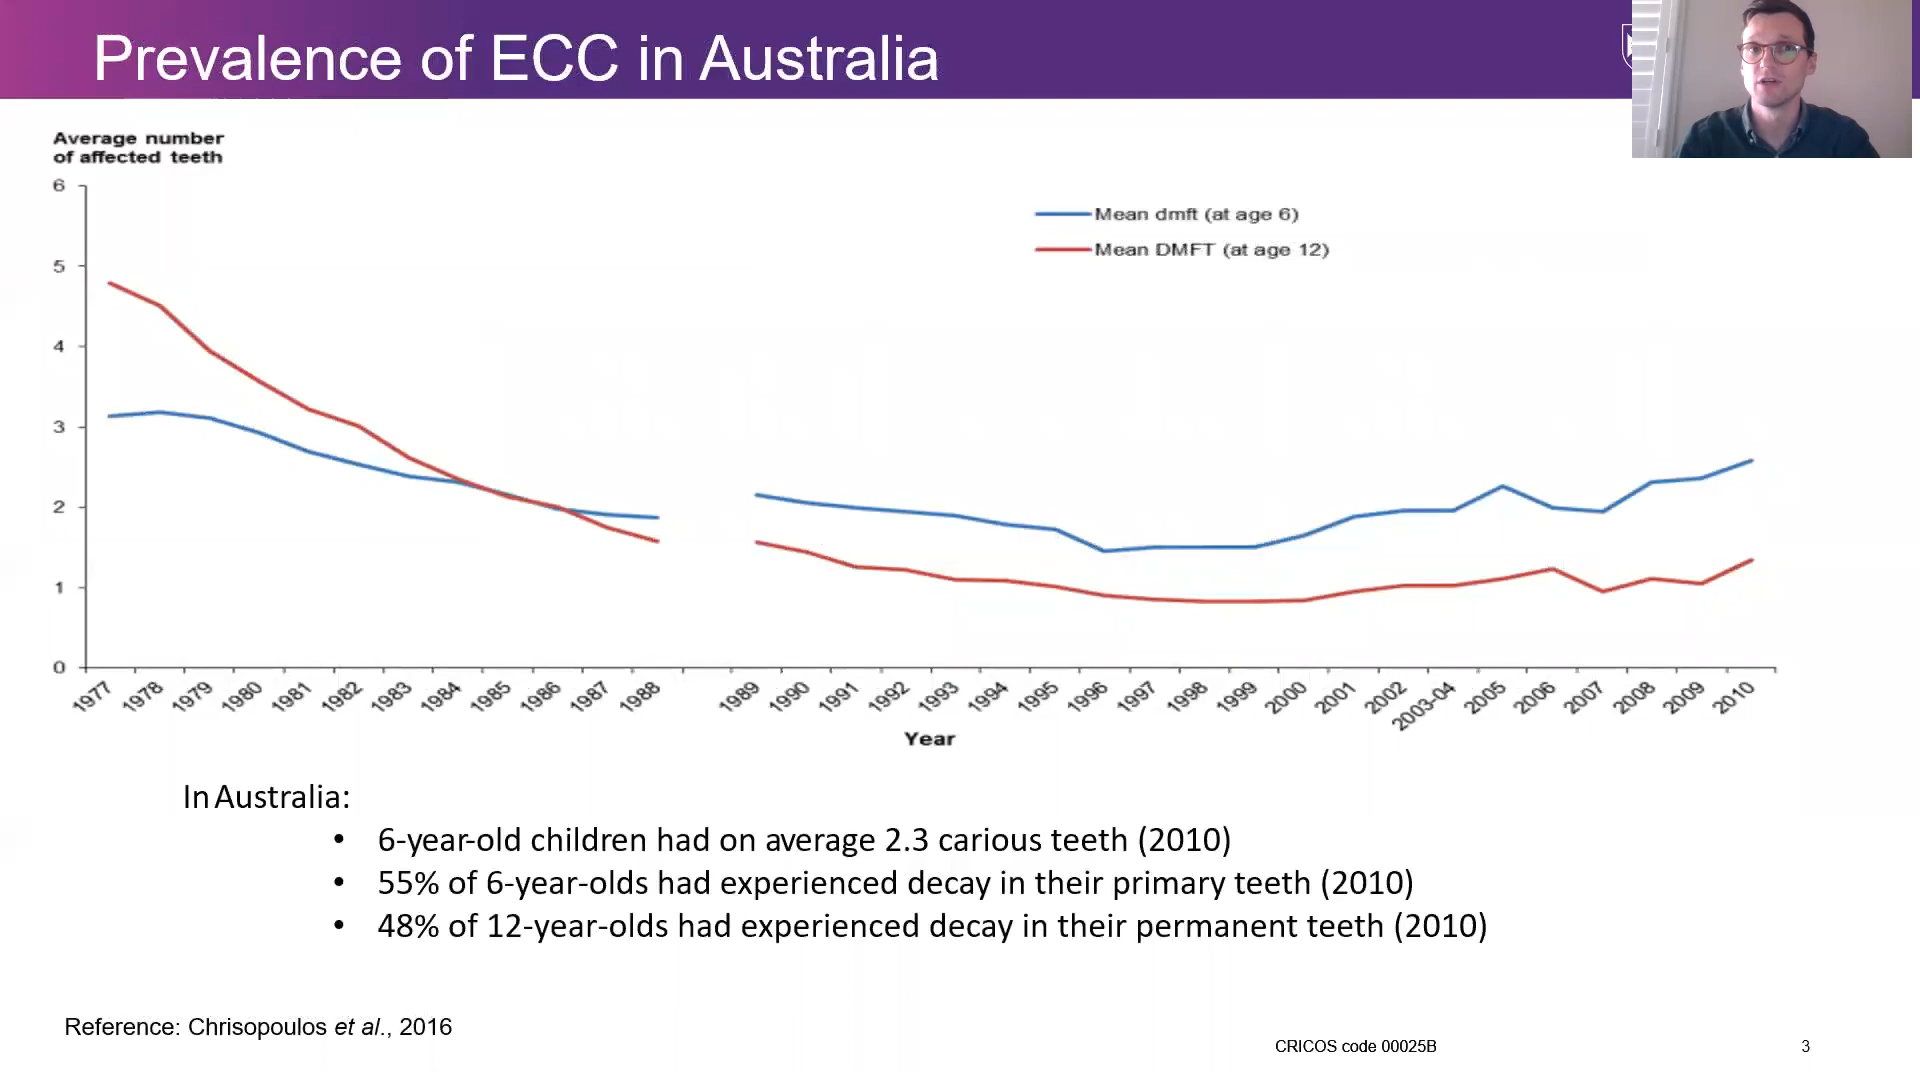 Prevalence of ECC in Australia
Average number
of affected teeth
6
5
4
3
2
1
0
Mean dmft (at age 6)
Mean DMFT (at age 12)
1977 1978 1979 1980 1981 1982 1983 1984 1985 1986 1987 1988 1989 1990 1991 1992 1993 1994 1995 1996 1997 1998 1999 2000 2001 2002 2003-04 2005 2006 2007 2008 2009 2010
Year
In Australia:
• 6-year-old children had on average 2.3 carious teeth (2010)
• 55% of 6-year-olds had experienced decay in their primary teeth (2010)
• 48% of 12-year-olds had experienced decay in their permanent teeth (2010)
Reference: Chrisopoulos et al., 2016
CRICOS code 00025B
3